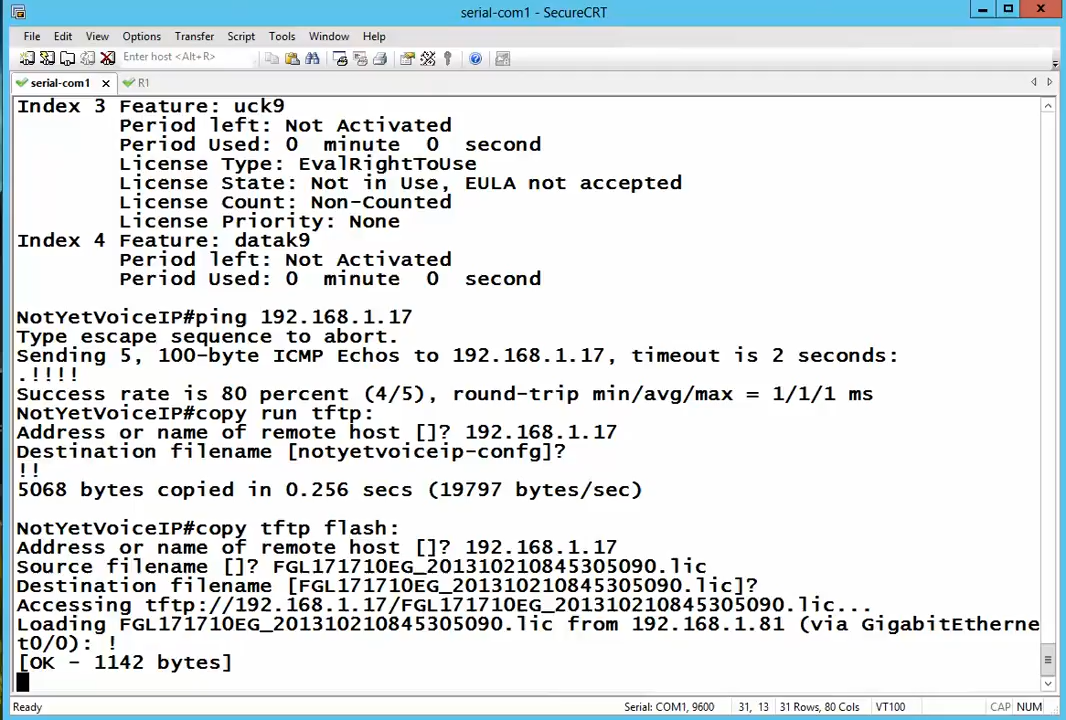 serial-com1 - SecureCRT
File Edit View Options Transfer Script Tools Window Help
Enter host <Alt+R>
serial-com1 R1
Index 3 Feature: uck9
Period left: Not Activated
Period Used: 0 minute 0 second
License Type: EvalRightToUse
License State: Not in Use, EULA not accepted
License Count: Non-Counted
License Priority: None
Index 4 Feature: datak9
Period left: Not Activated
Period Used: 0 minute 0 second
NotYetVoiceIP#ping 192.168.1.17
Type escape sequence to abort.
Sending 5, 100-byte ICMP Echos to 192.168.1.17, timeout is 2 seconds:
.!!!!
Success rate is 80 percent (4/5), round-trip min/avg/max = 1/1/1 ms
NotYetVoiceIP#copy run tftp:
Address or name of remote host []? 192.168.1.17
Destination filename [notyetvoiceip-confg]?
!!
5068 bytes copied in 0.256 secs (19797 bytes/sec)
NotYetVoiceIP#copy tftp flash:
Address or name of remote host []? 192.168.1.17
Source filename []? FGL171710EG_201310210845305090.lic
Destination filename [FGL171710EG_201310210845305090.lic]?
Accessing tftp://192.168.1.17/FGL171710EG_201310210845305090.lic...
Loading FGL171710EG_201310210845305090.lic from 192.168.1.81 (via GigabitEtherne
t0/0): !
[OK - 1142 bytes]
Ready Serial: COM1, 9600 31, 13 31 Rows, 80 Cols VT100 CAP NUM